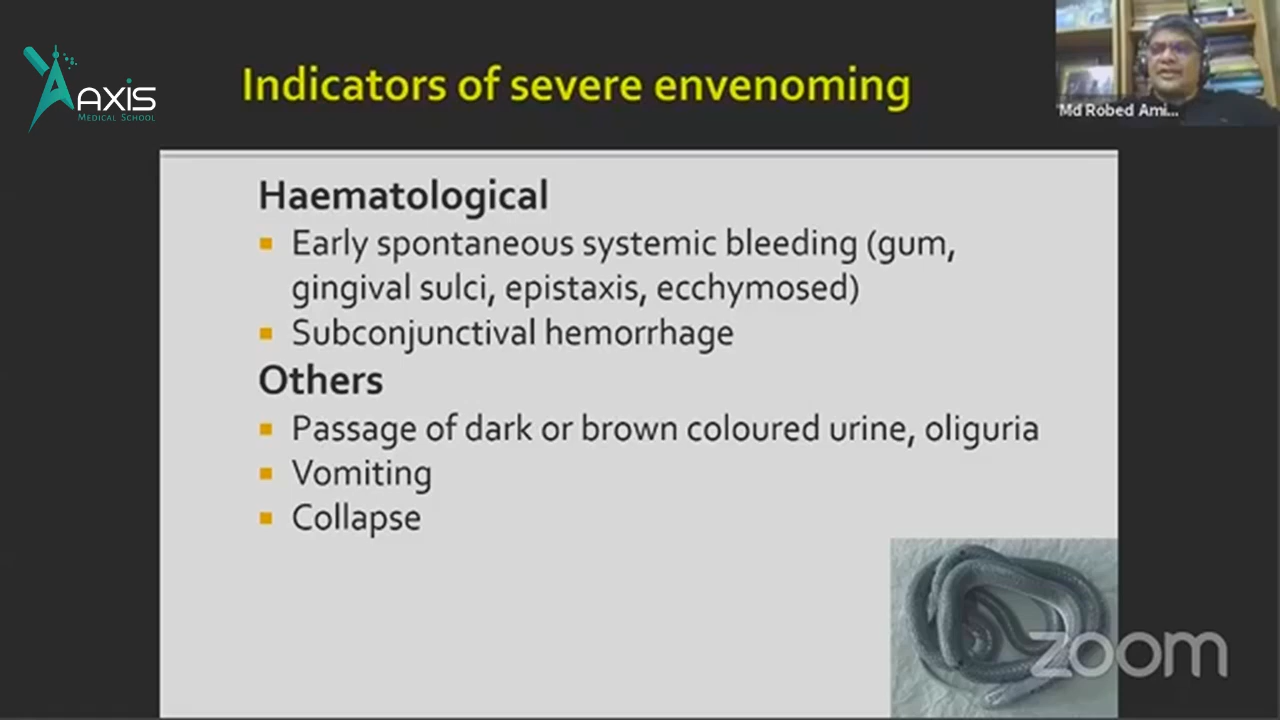 AXIS
MEDICAL SCHOOL
Indicators of severe envenoming
Md Robed Ami...
Haematological
Early spontaneous systemic bleeding (gum,
gingival sulci, epistaxis, ecchymosed)
Subconjunctival hemorrhage
Others
Passage of dark or brown coloured urine, oliguria
Vomiting
Collapse
zoom